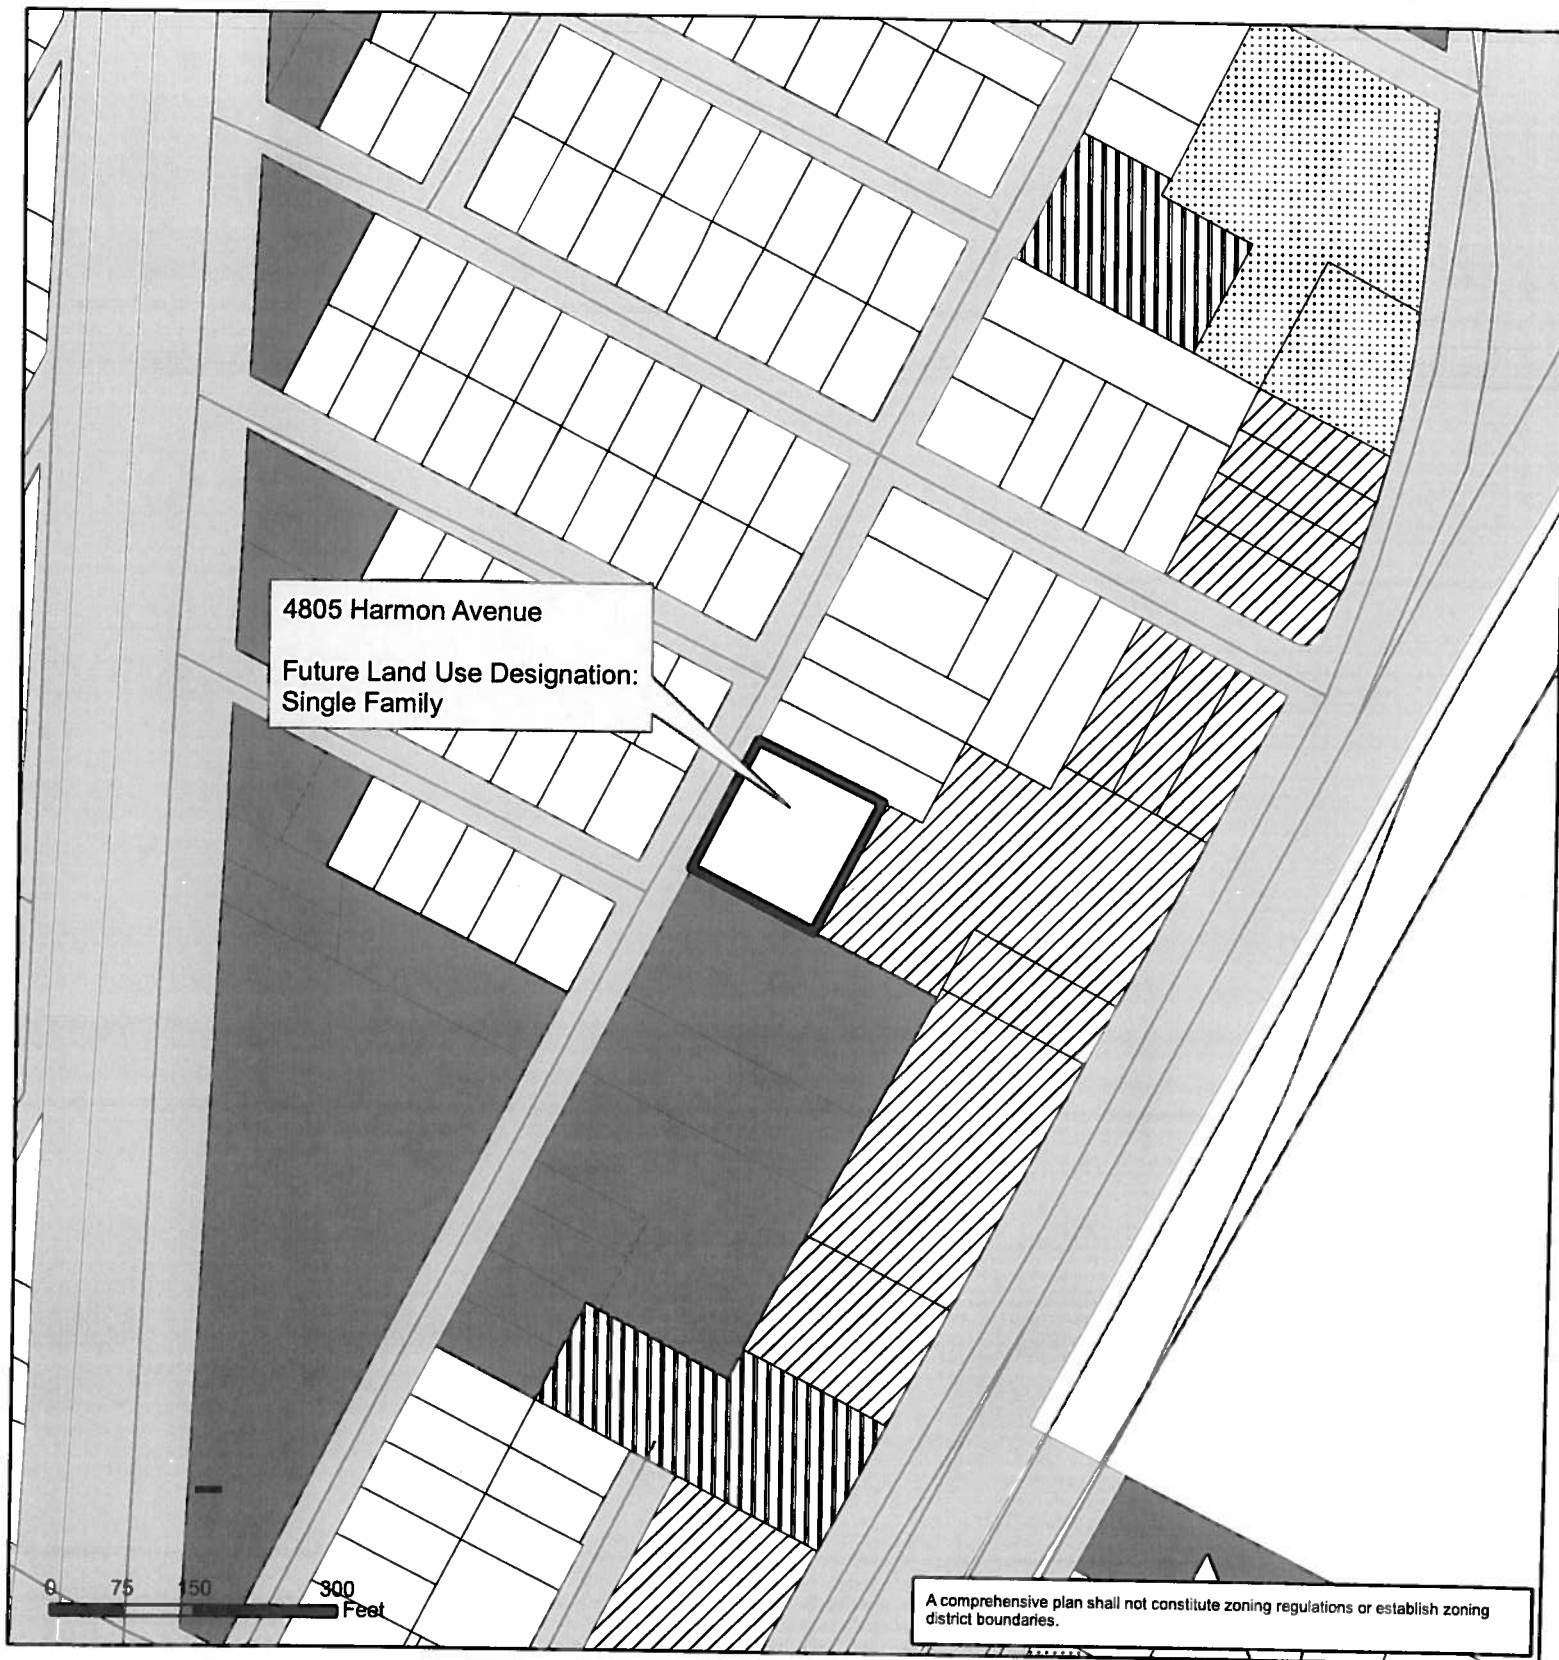 4805 Harmon Avenue
Future Land Use Designation:
Single Family
0 75 150 300
Feet
A comprehensive plan shall not constitute zoning regulations or establish zoning
district boundaries.